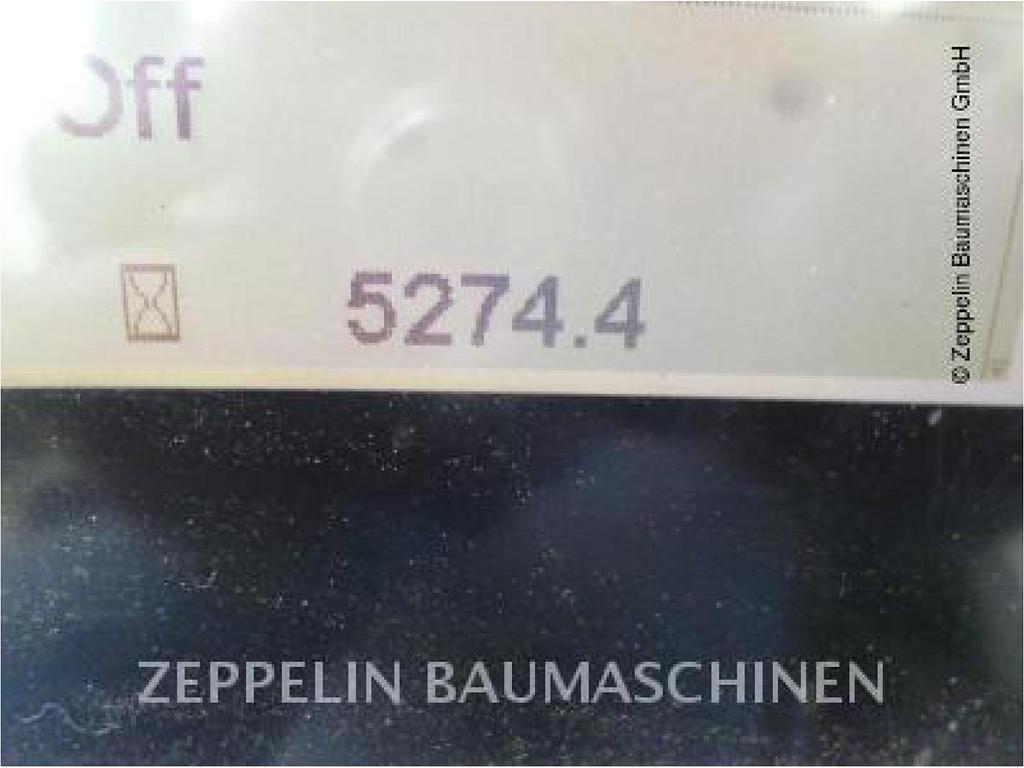 Off
5274.4
© Zeppelin Baumaschinen GmbH
ZEPPELIN BAUMASCHINEN